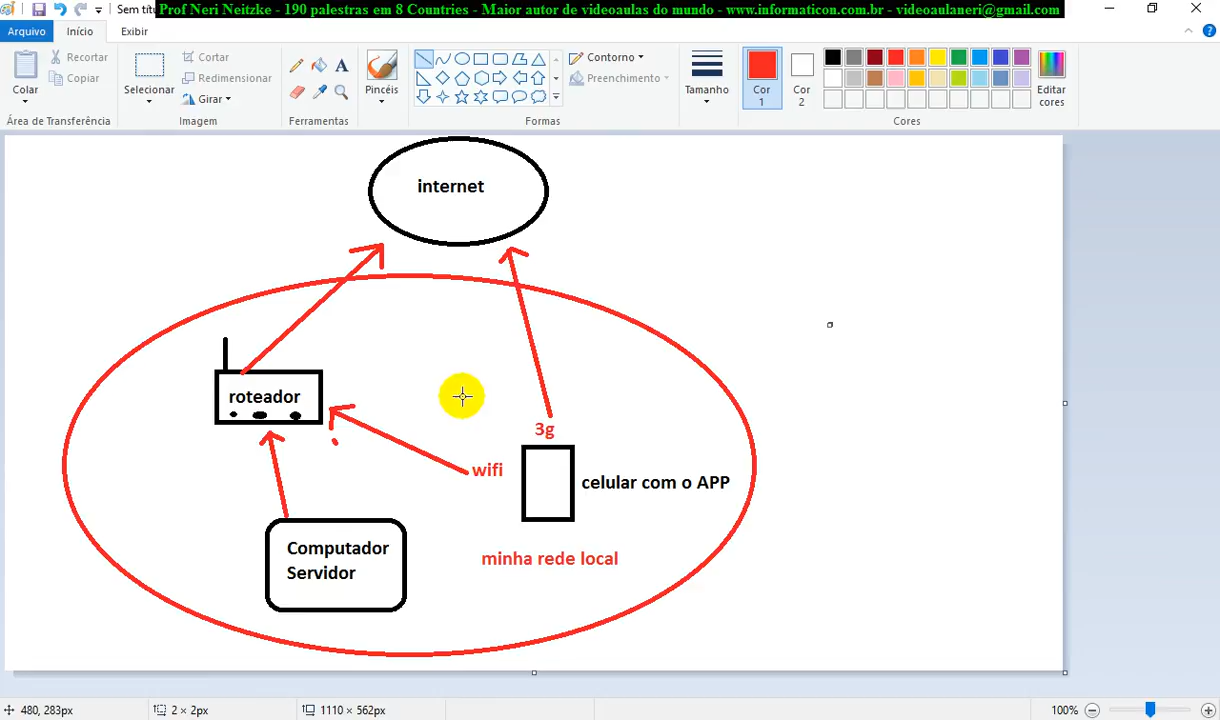 Sem tít
Prof Neri Neitzke - 190 palestras em 8 Countries - Maior autor de videoaulas do mundo - www.informaticon.com.br - videoaulaneri@gmail.com
Arquivo
Início
Exibir
Colar
Recortar
Copiar
Área de Transferência
Selecionar
Cortar
Redimensionar
Girar
Imagem
A
Ferramentas
Pincéis
Contorno
Preenchimento
Formas
Tamanho
Cor
1
Cor
2
Editar
cores
Cores
internet
roteador
3g
wifi
celular com o APP
Computador
Servidor
minha rede local
480, 283px
2 × 2px
1110 × 562px
100%